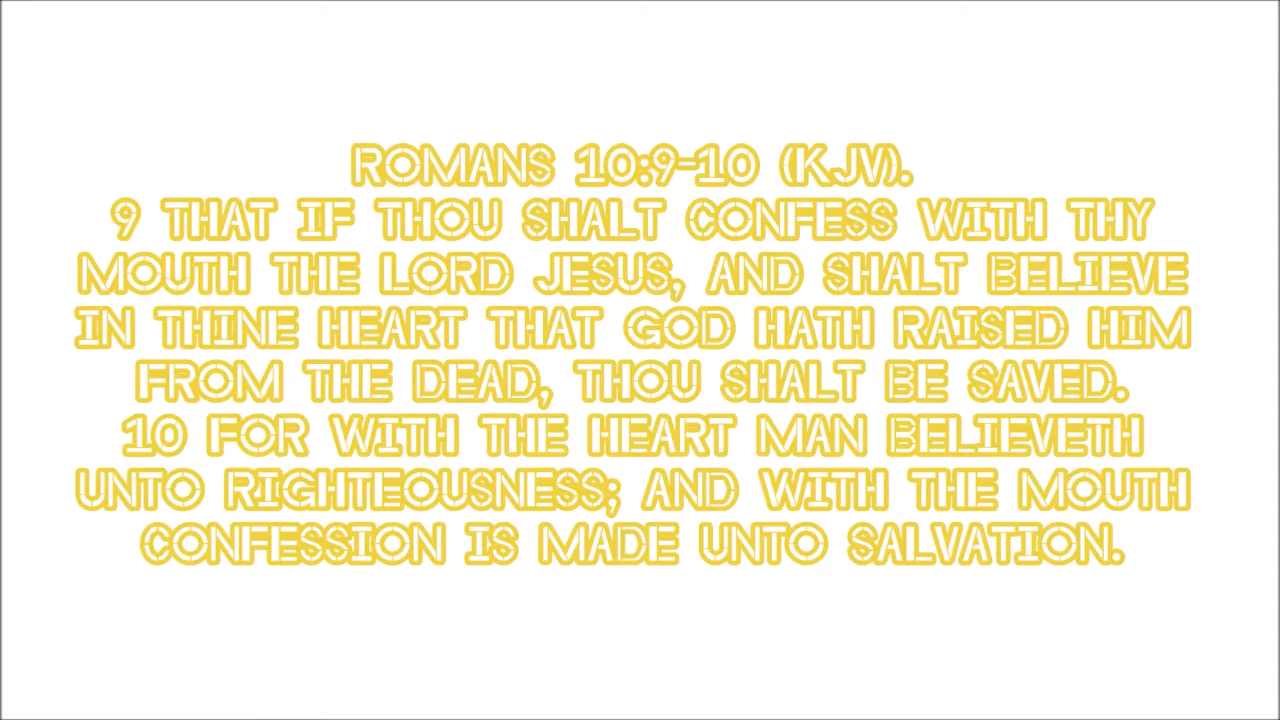 ROMANS 10:9-10 (KJV).
9 THAT IF THOU SHALT CONFESS WITH THY
MOUTH THE LORD JESUS, AND SHALT BELIEVE
IN THINE HEART THAT GOD HATH RAISED HIM
FROM THE DEAD, THOU SHALT BE SAVED.
10 FOR WITH THE HEART MAN BELIEVETH
UNTO RIGHTEOUSNESS; AND WITH THE MOUTH
CONFESSION IS MADE UNTO SALVATION.